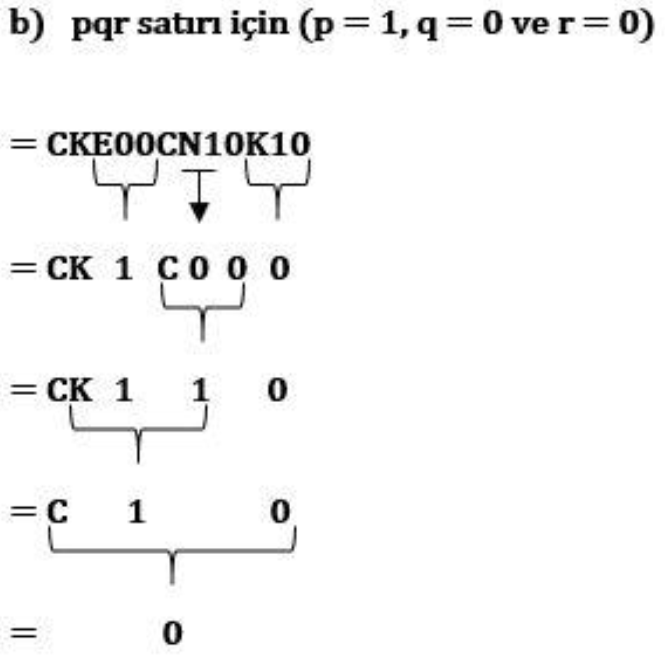 b) pqr satırı için (p = 1, q = 0 ve r = 0)
= CKE00CN10K10
= CK 1 C 0 0 0
= CK 1 1 0
= C 1 0
= 0